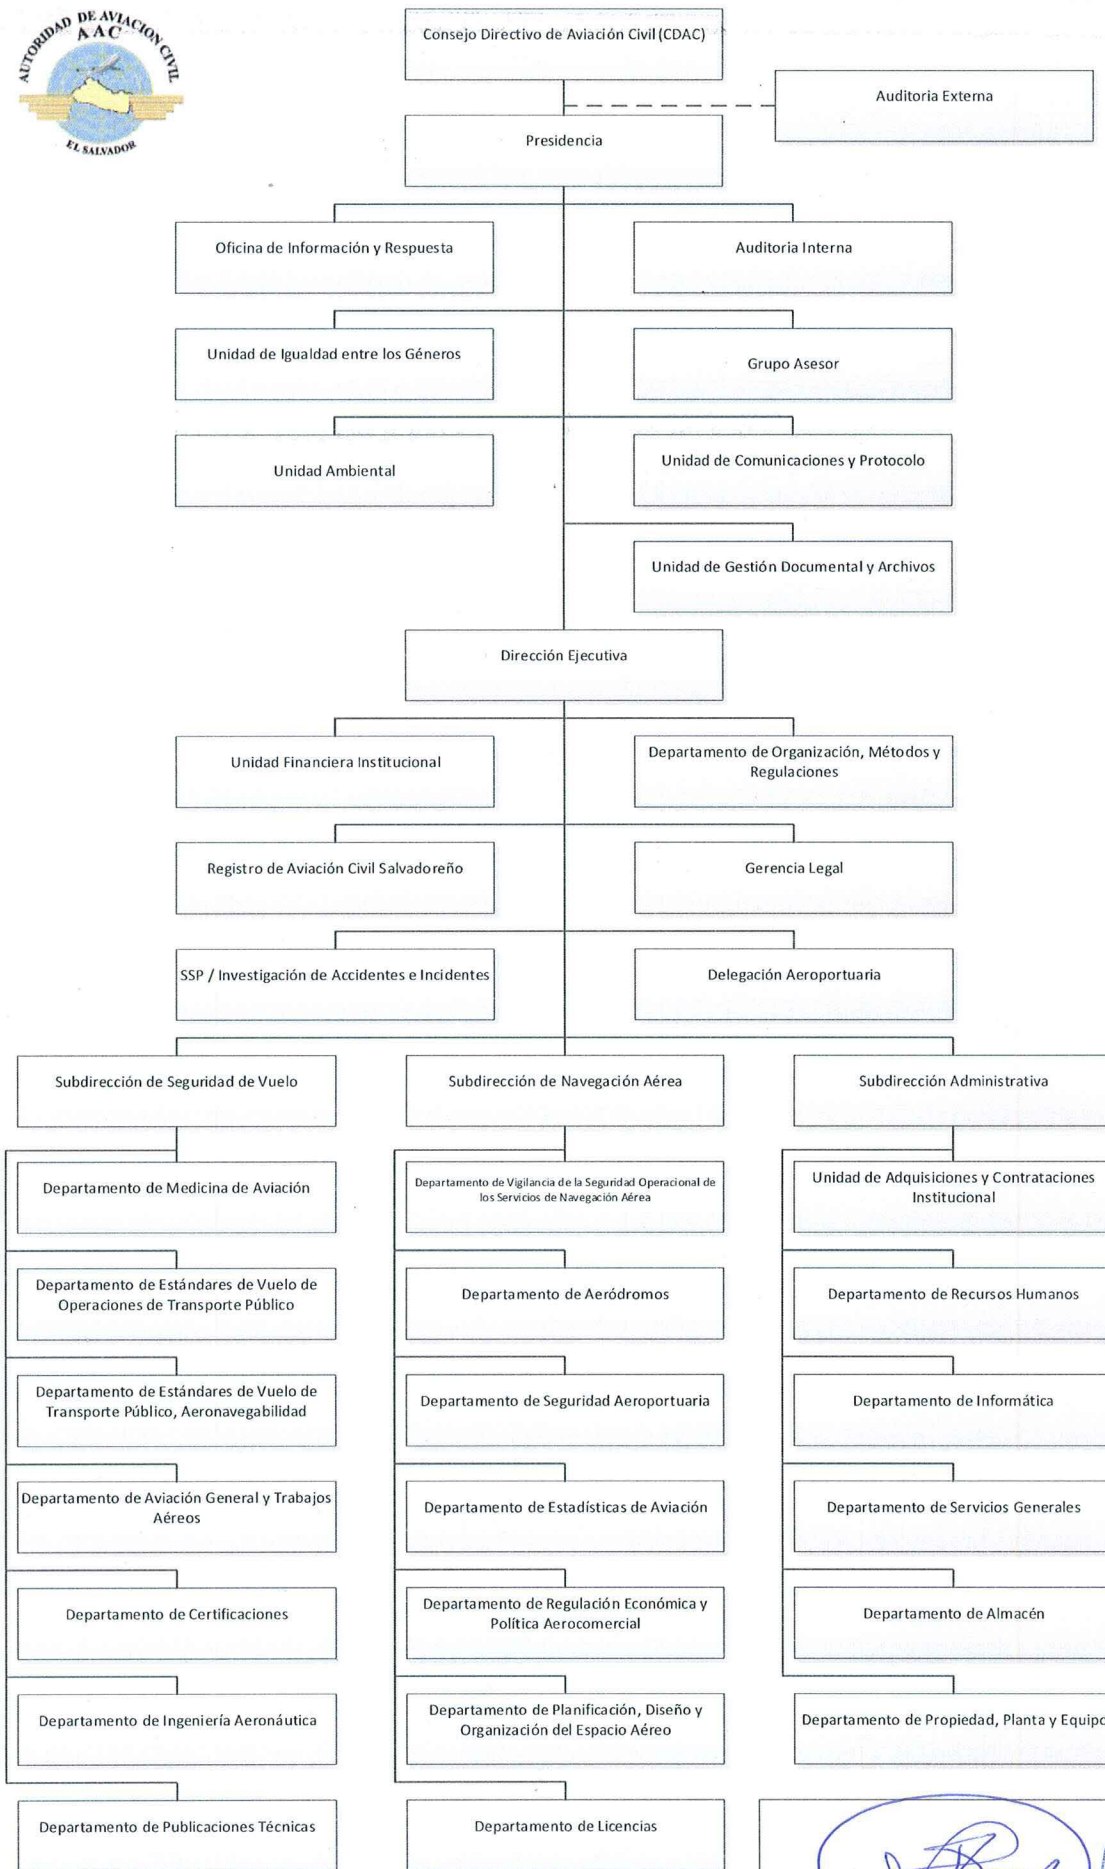 AUTORIDAD DE AVIACION CIVIL
AAC
EL SALVADOR
Consejo Directivo de Aviación Civil (CDAC)
Auditoria Externa
Presidencia
Oficina de Información y Respuesta
Auditoria Interna
Unidad de Igualdad entre los Géneros
Grupo Asesor
Unidad Ambiental
Unidad de Comunicaciones y Protocolo
Unidad de Gestión Documental y Archivos
Dirección Ejecutiva
Unidad Financiera Institucional
Departamento de Organización, Métodos y
Regulaciones
Registro de Aviación Civil Salvadoreño
Gerencia Legal
SSP / Investigación de Accidentes e Incidentes
Delegación Aeroportuaria
Subdirección de Seguridad de Vuelo
Subdirección de Navegación Aérea
Subdirección Administrativa
Departamento de Medicina de Aviación
Departamento de Vigilancia de la Seguridad Operacional de
los Servicios de Navegación Aérea
Unidad de Adquisiciones y Contrataciones
Institucional
Departamento de Estándares de Vuelo de
Operaciones de Transporte Público
Departamento de Aeródromos
Departamento de Recursos Humanos
Departamento de Estándares de Vuelo de
Transporte Público, Aeronavegabilidad
Departamento de Seguridad Aeroportuaria
Departamento de Informática
Departamento de Aviación General y Trabajos
Aéreos
Departamento de Estadísticas de Aviación
Departamento de Servicios Generales
Departamento de Certificaciones
Departamento de Regulación Económica y
Política Aerocomercial
Departamento de Almacén
Departamento de Ingeniería Aeronáutica
Departamento de Planificación, Diseño y
Organización del Espacio Aéreo
Departamento de Propiedad, Planta y Equipo
Departamento de Publicaciones Técnicas
Departamento de Licencias